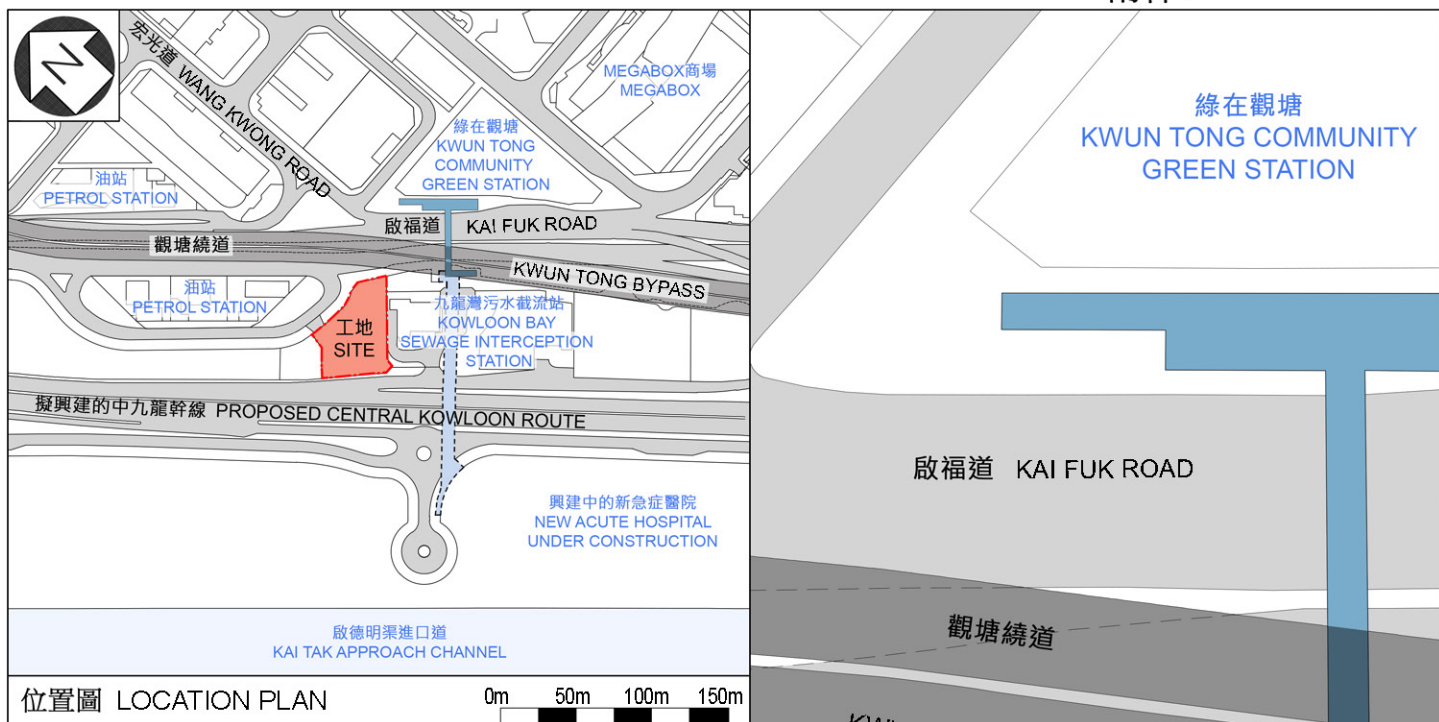 N
宏光道 WANG KWONG ROAD
MEGABOX商場
MEGABOX
綠在觀塘
KWUN TONG
COMMUNITY
GREEN STATION
油站
PETROL STATION
啟福道 KAI FUK ROAD
觀塘繞道
KWUN TONG BYPASS
油站
PETROL STATION
工地
SITE
九龍灣污水截流站
KOWLOON BAY
SEWAGE INTERCEPTION
STATION
擬興建的中九龍幹線 PROPOSED CENTRAL KOWLOON ROUTE
興建中的新急症醫院
NEW ACUTE HOSPITAL
UNDER CONSTRUCTION
啟德明渠進口道
KAI TAK APPROACH CHANNEL
位置圖 LOCATION PLAN
0m 50m 100m 150m
綠在觀塘
KWUN TONG COMMUNITY
GREEN STATION
啟福道 KAI FUK ROAD
觀塘繞道